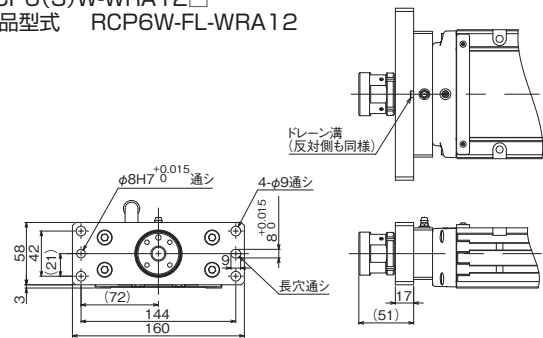 品型式 RCP6W-FL-WRA12
ドレーン溝
(反対側も同様)
φ8H7 +0.015 0 通シ
4-φ9通シ
8 +0.015 0
9
長穴通シ
58
42
(21)
3
(72)
144
160
17
(51)